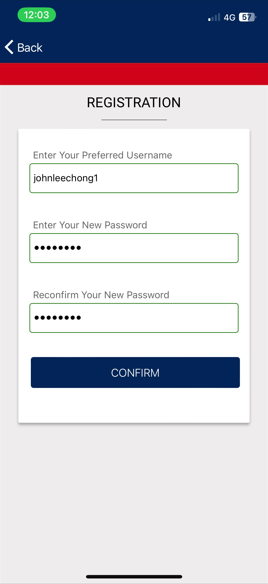 12:03
4G 57
Back
REGISTRATION
Enter Your Preferred Username
johnleechong1
Enter Your New Password
••••••••
Reconfirm Your New Password
••••••••
CONFIRM